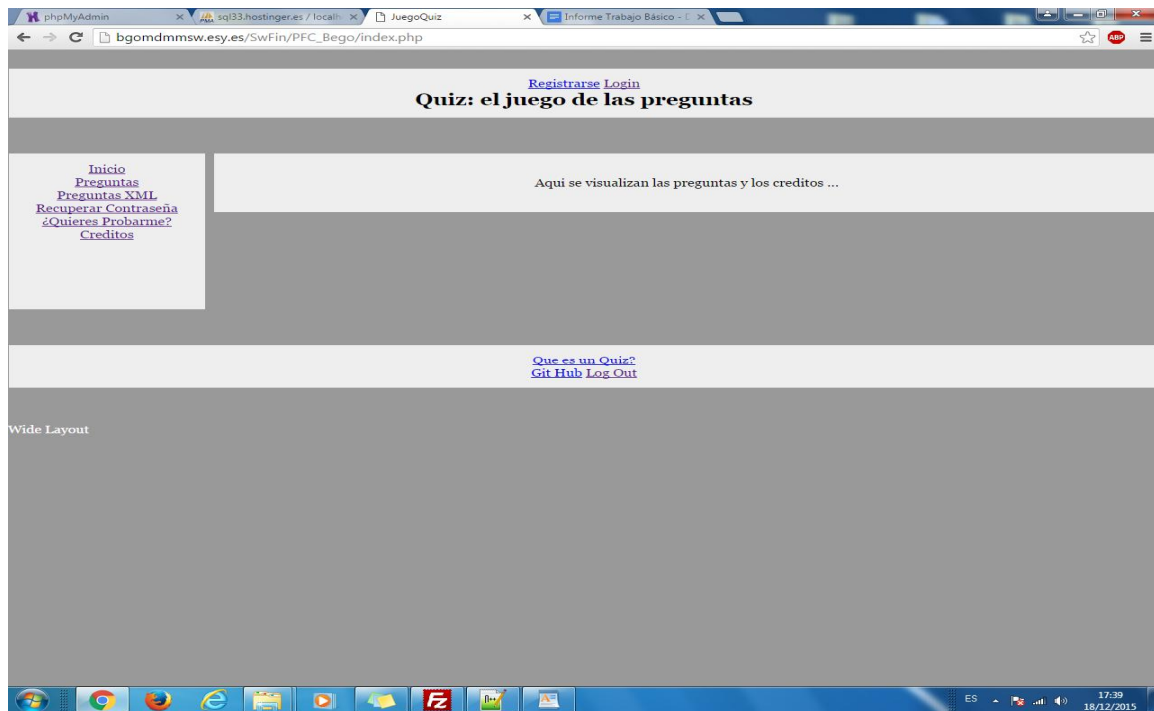 phpMyAdmin
sql33.hostinger.es / localh
JuegoQuiz
Informe Trabajo Básico - D
bgomdmmsw.esy.es/SwFin/PFC_Bego/index.php
ABP
Registrarse Login
Quiz: el juego de las preguntas
Inicio
Preguntas
Preguntas XML
Recuperar Contraseña
¿Quieres Probarme?
Creditos
Aqui se visualizan las preguntas y los creditos ...
Que es un Quiz?
Git Hub Log Out
Wide Layout
ES
17:39
18/12/2015